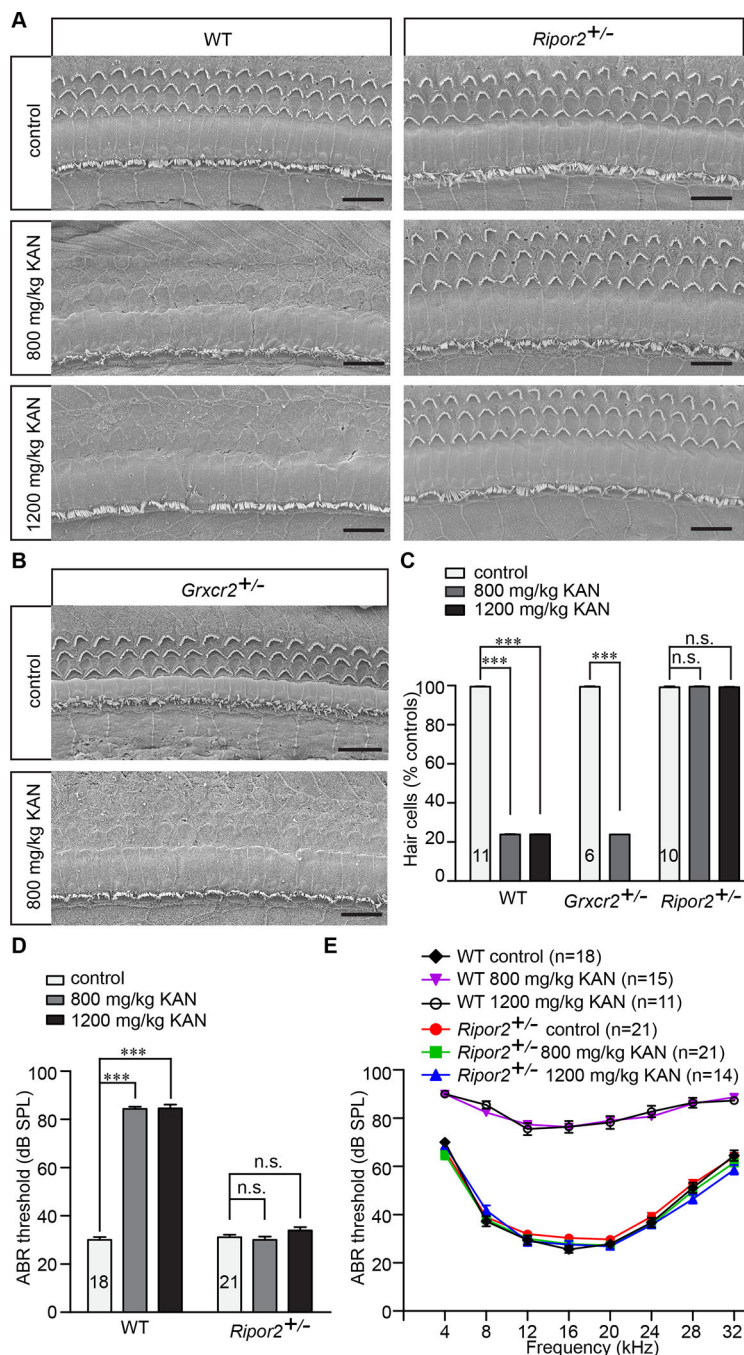 A
WT
Ripor2+/-
control
800 mg/kg KAN
1200 mg/kg KAN
B
Grxcr2+/-
control
800 mg/kg KAN
C
control
800 mg/kg KAN
1200 mg/kg KAN
Hair cells (% controls)
100
80
60
40
20
0
***
***
***
n.s.
n.s.
11
6
10
WT
Grxcr2+/-
Ripor2+/-
D
control
800 mg/kg KAN
1200 mg/kg KAN
ABR threshold (dB SPL)
100
80
60
40
20
0
***
***
n.s.
n.s.
18
21
WT
Ripor2+/-
E
WT control (n=18)
WT 800 mg/kg KAN (n=15)
WT 1200 mg/kg KAN (n=11)
Ripor2+/- control (n=21)
Ripor2+/- 800 mg/kg KAN (n=21)
Ripor2+/- 1200 mg/kg KAN (n=14)
ABR threshold (dB SPL)
100
80
60
40
20
0
4 8 12 16 20 24 28 32
Frequency (kHz)